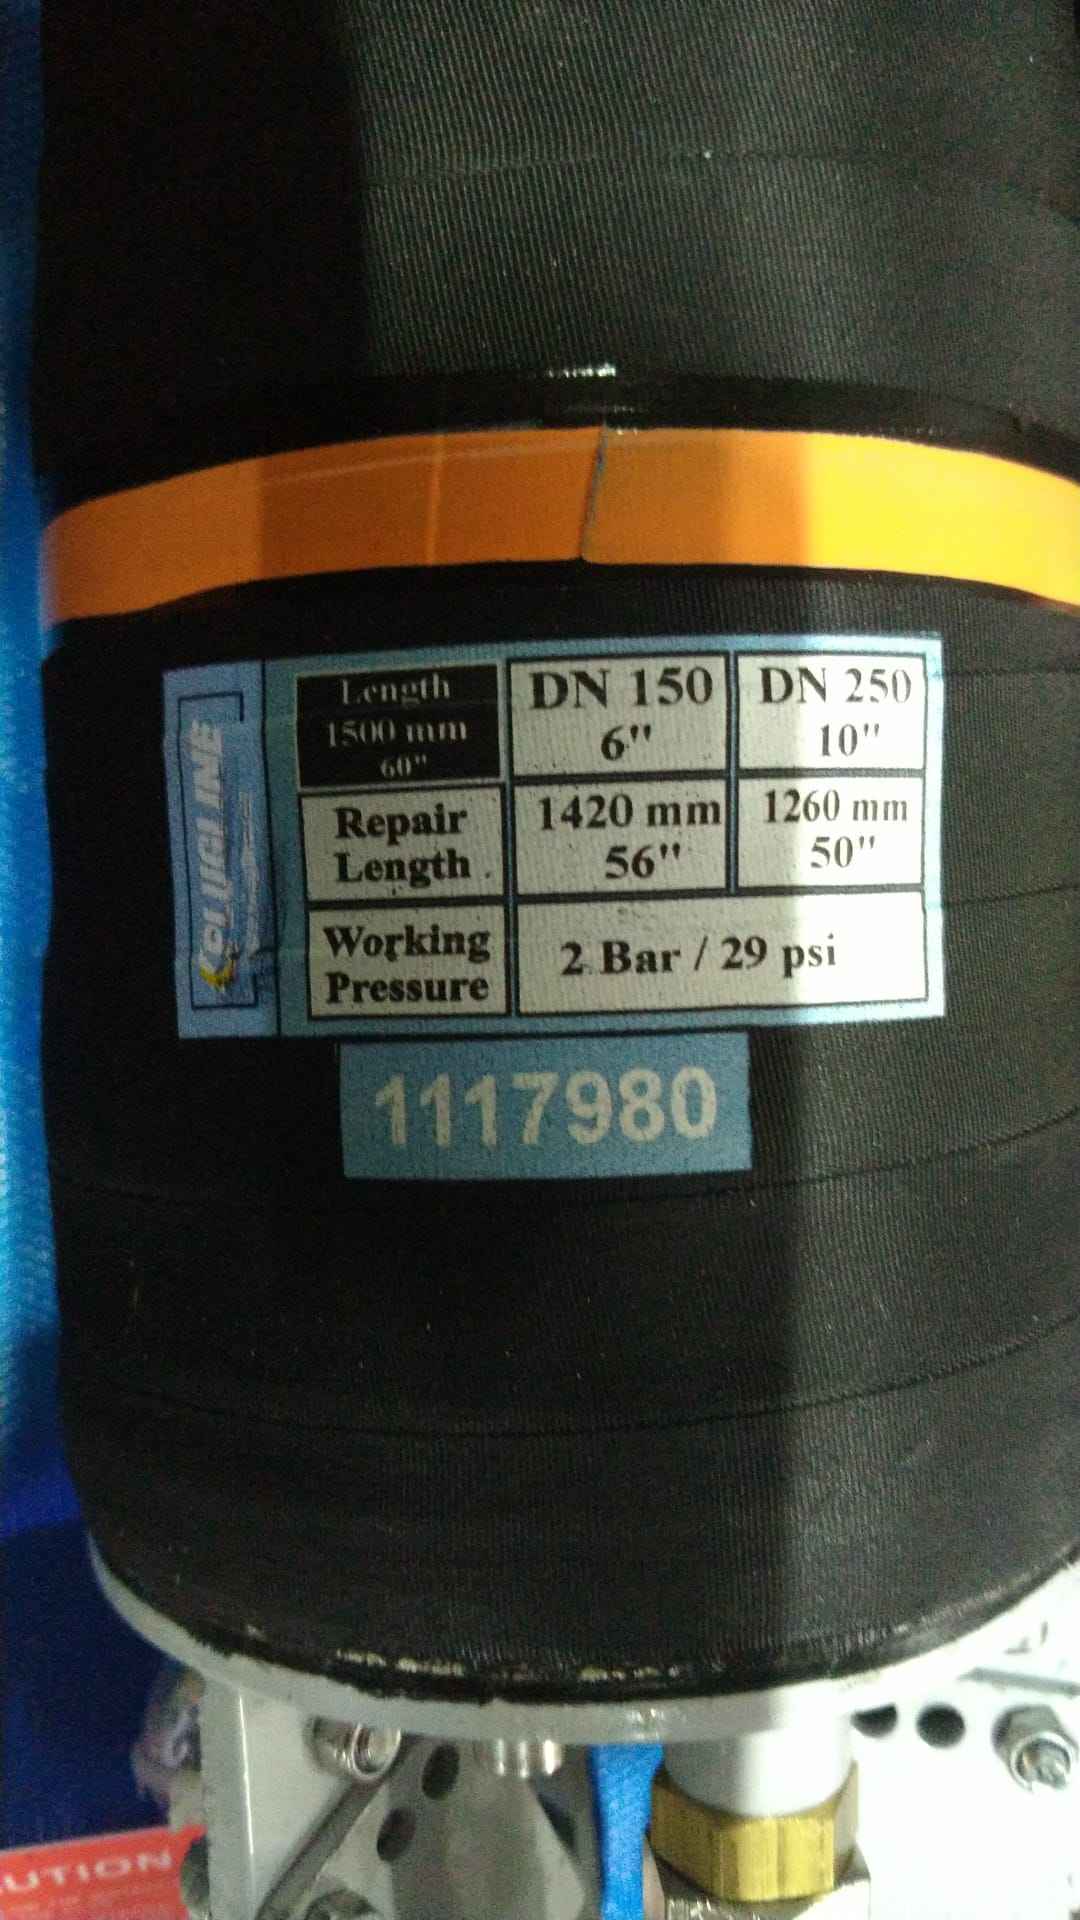 Length
1500 mm
60"
DN 150
6"
DN 250
10"
Repair
Length
1420 mm
56"
1260 mm
50"
Working
Pressure
2 Bar / 29 psi
1117980
UTION